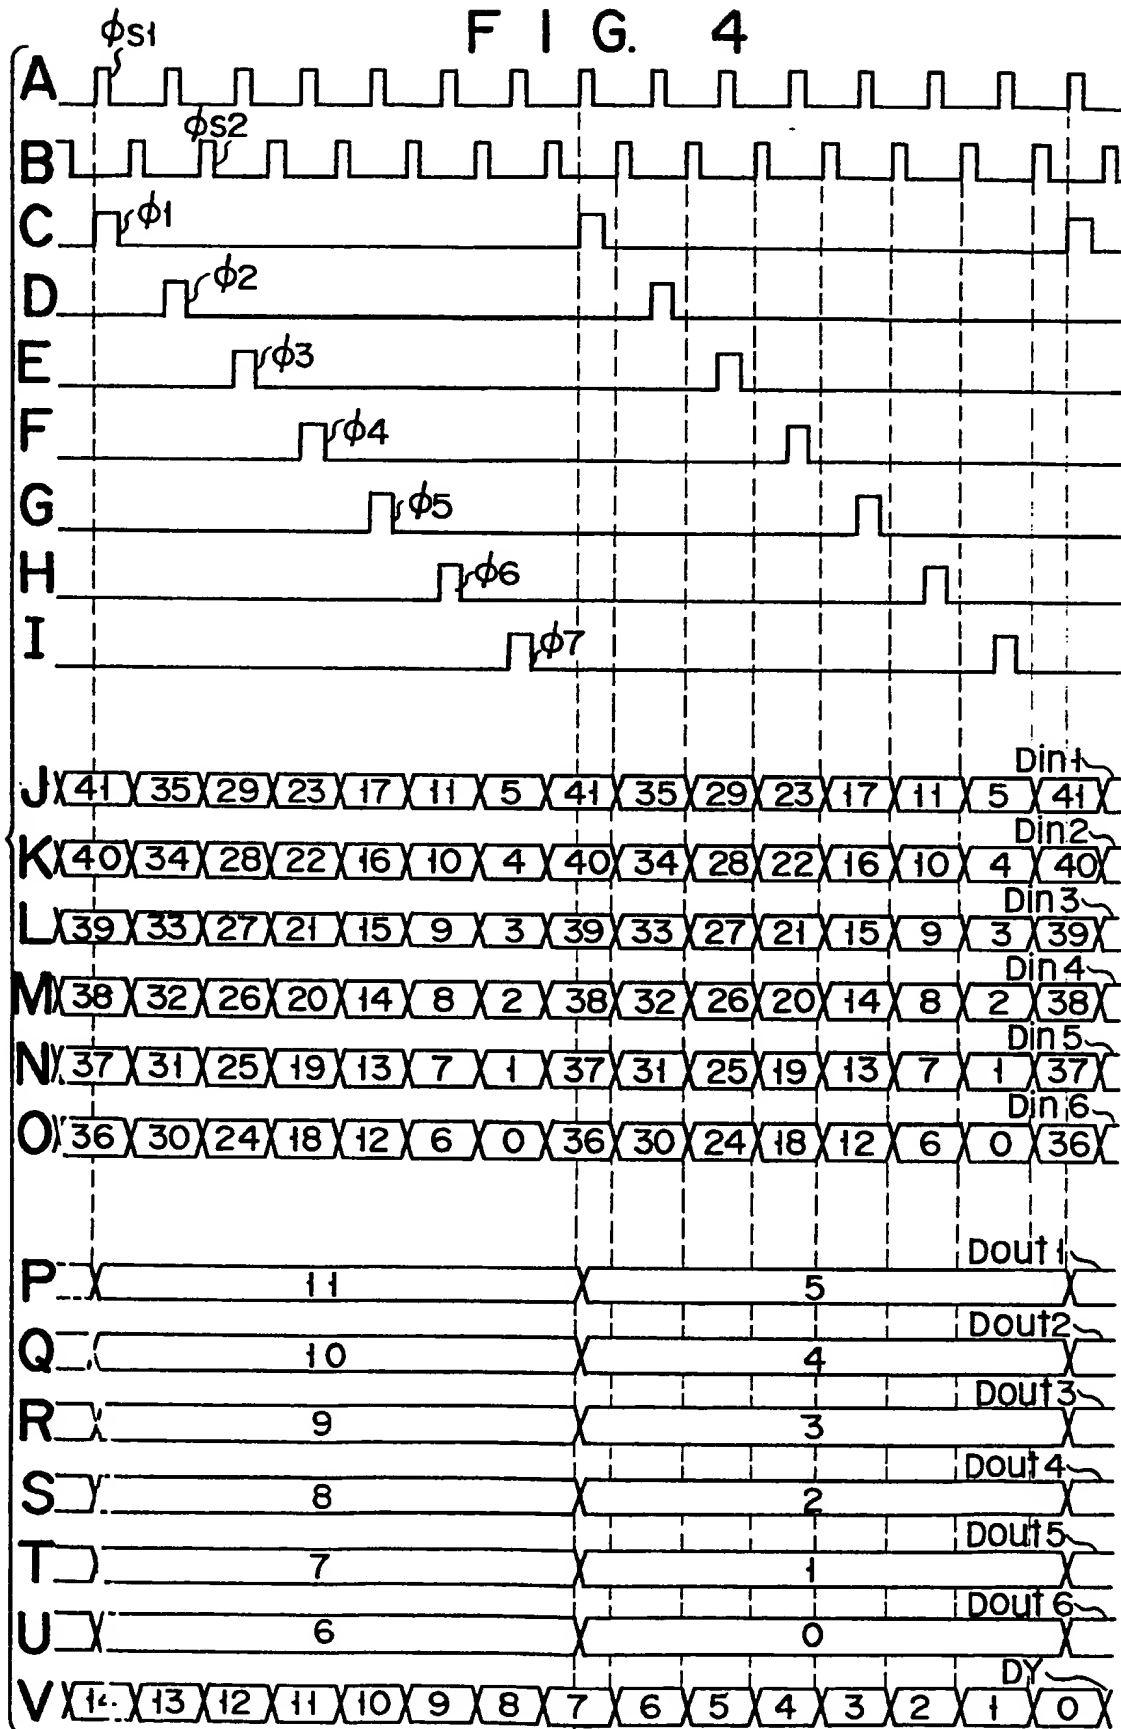 FIG. 4
φS1
A
φS2
B
C φ1
D φ2
E φ3
F φ4
G φ5
H φ6
I φ7
Din1
J 41 35 29 23 17 11 5 41 35 29 23 17 11 5 41
Din2
K 40 34 28 22 16 10 4 40 34 28 22 16 10 4 40
Din3
L 39 33 27 21 15 9 3 39 33 27 21 15 9 3 39
Din4
M 38 32 26 20 14 8 2 38 32 26 20 14 8 2 38
Din5
N 37 31 25 19 13 7 1 37 31 25 19 13 7 1 37
Din6
O 36 30 24 18 12 6 0 36 30 24 18 12 6 0 36
Dout1
P 11 5
Dout2
Q 10 4
Dout3
R 9 3
Dout4
S 8 2
Dout5
T 7 1
Dout6
U 6 0
DY
V 14 13 12 11 10 9 8 7 6 5 4 3 2 1 0